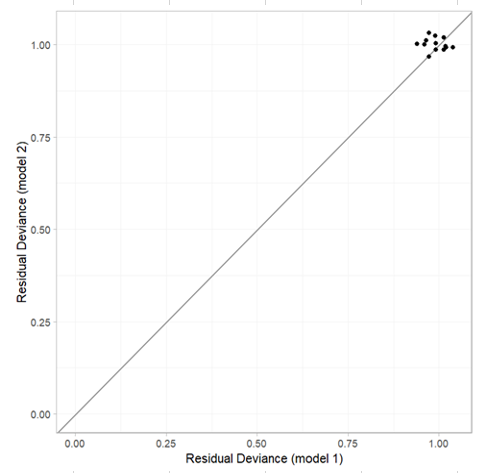 1.00
0.75
0.50
0.25
0.00
Residual Deviance (model 2)
0.00 0.25 0.50 0.75 1.00
Residual Deviance (model 1)